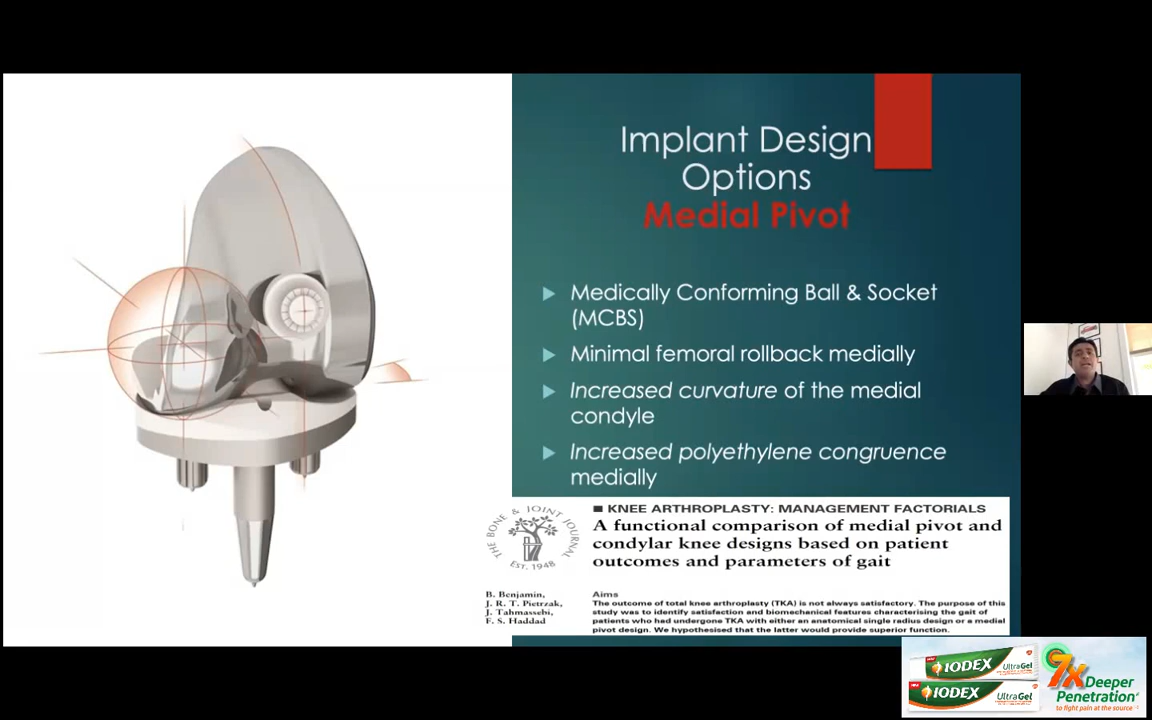 Implant Design
Options
Medial Pivot
Medically Conforming Ball & Socket
(MCBS)
Minimal femoral rollback medially
Increased curvature of the medial
condyle
Increased polyethylene congruence
medially
THE BONE & JOINT JOURNAL
EST. 1948
KNEE ARTHROPLASTY: MANAGEMENT FACTORIALS
A functional comparison of medial pivot and
condylar knee designs based on patient
outcomes and parameters of gait
B. Benjamin,
J. R. T. Pietrzak,
J. Tahmassebi,
F. S. Haddad
Aims
The outcome of total knee arthroplasty (TKA) is not always satisfactory. The purpose of this
study was to identify satisfaction and biomechanical features characterising the gait of
patients who had undergone TKA with either an anatomical single radius design or a medial
pivot design. We hypothesised that the latter would provide superior function.
IODEX
UltraGel
IODEX
UltraGel
7x
Deeper
Penetration
to fight pain at the source